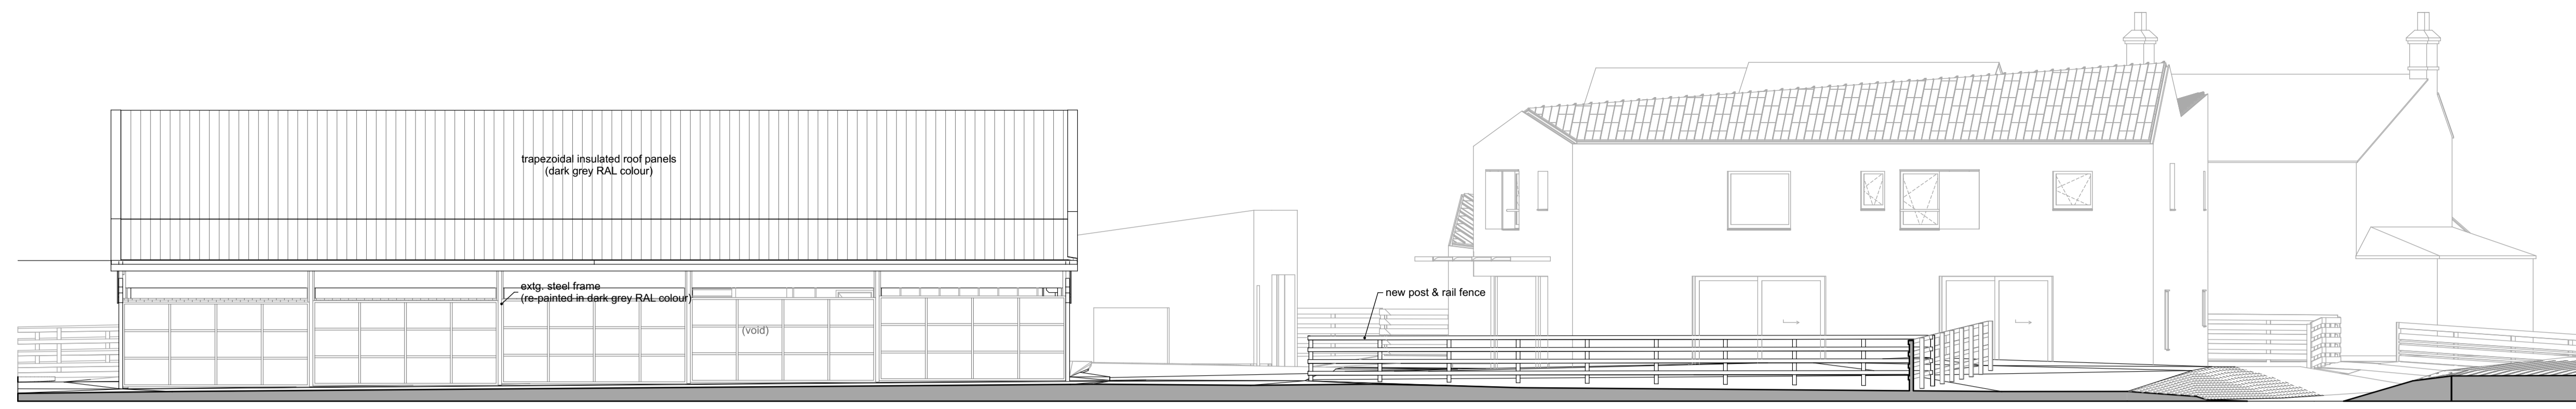 trapezoidal insulated roof panels
(dark grey RAL colour)
extg. steel frame
(re-painted in dark grey RAL colour)
(void)
new post & rail fence